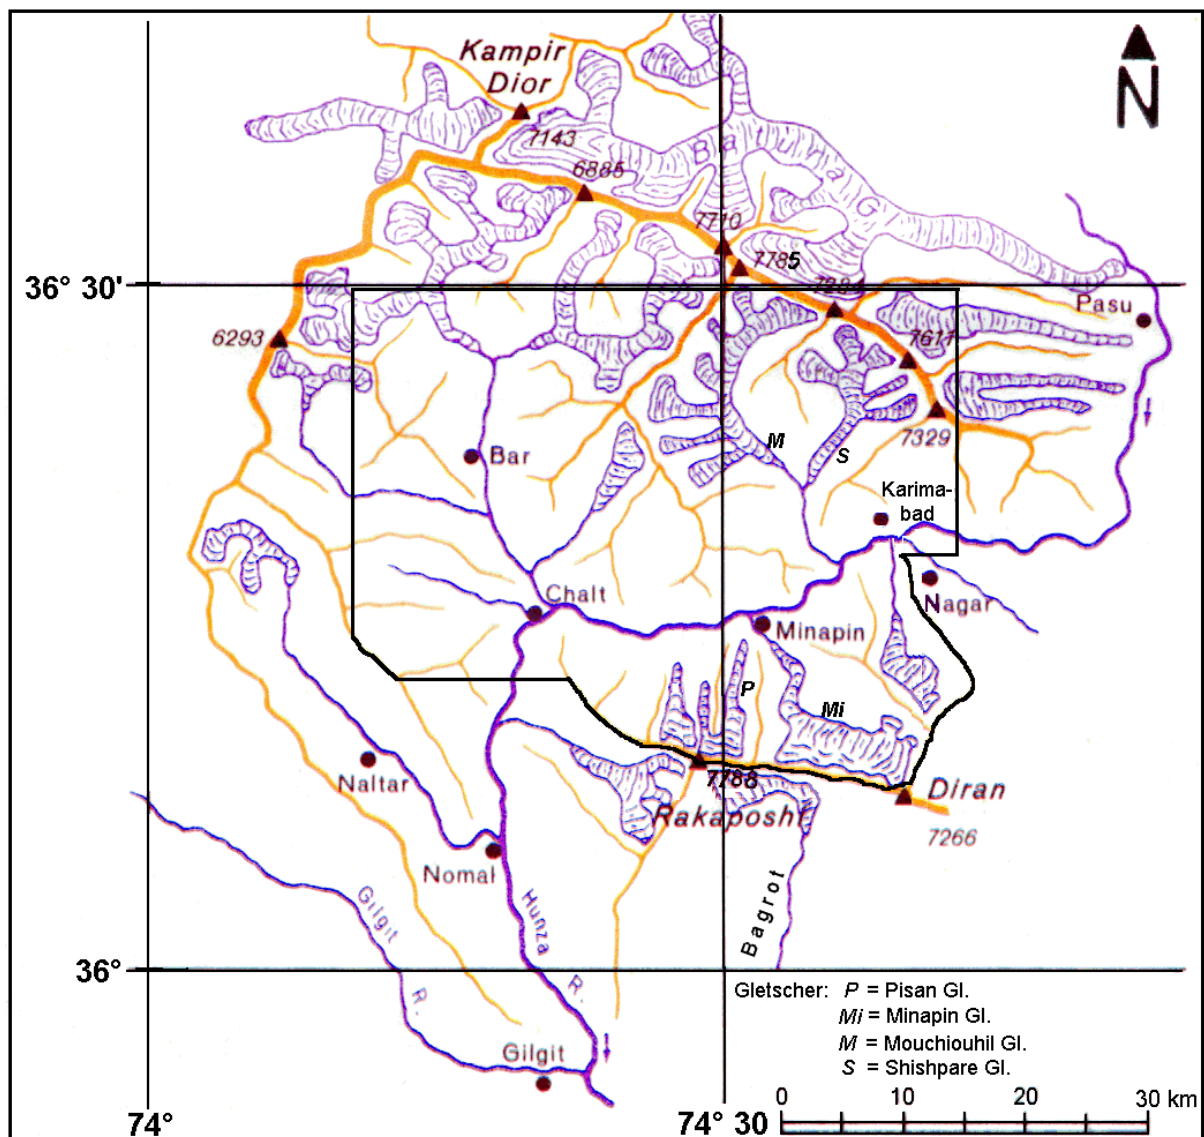 Kampir
Dior
N
7143
6885
Batura Gl
7710
7785
36° 30'
7284
Pasu
6293
7611
7329
M
S
Bar
Karima-
bad
Chalt
Nagar
Minapin
P
Mi
7788
Naltar
Rakaposhi
Diran
7266
Nomal
Gilgit
R.
Hunza
R.
Bagrot
36°
Gletscher: P = Pisan Gl.
Mi = Minapin Gl.
M = Mouchiouhil Gl.
S = Shishpare Gl.
Gilgit
0 10 20 30 km
74°
74° 30